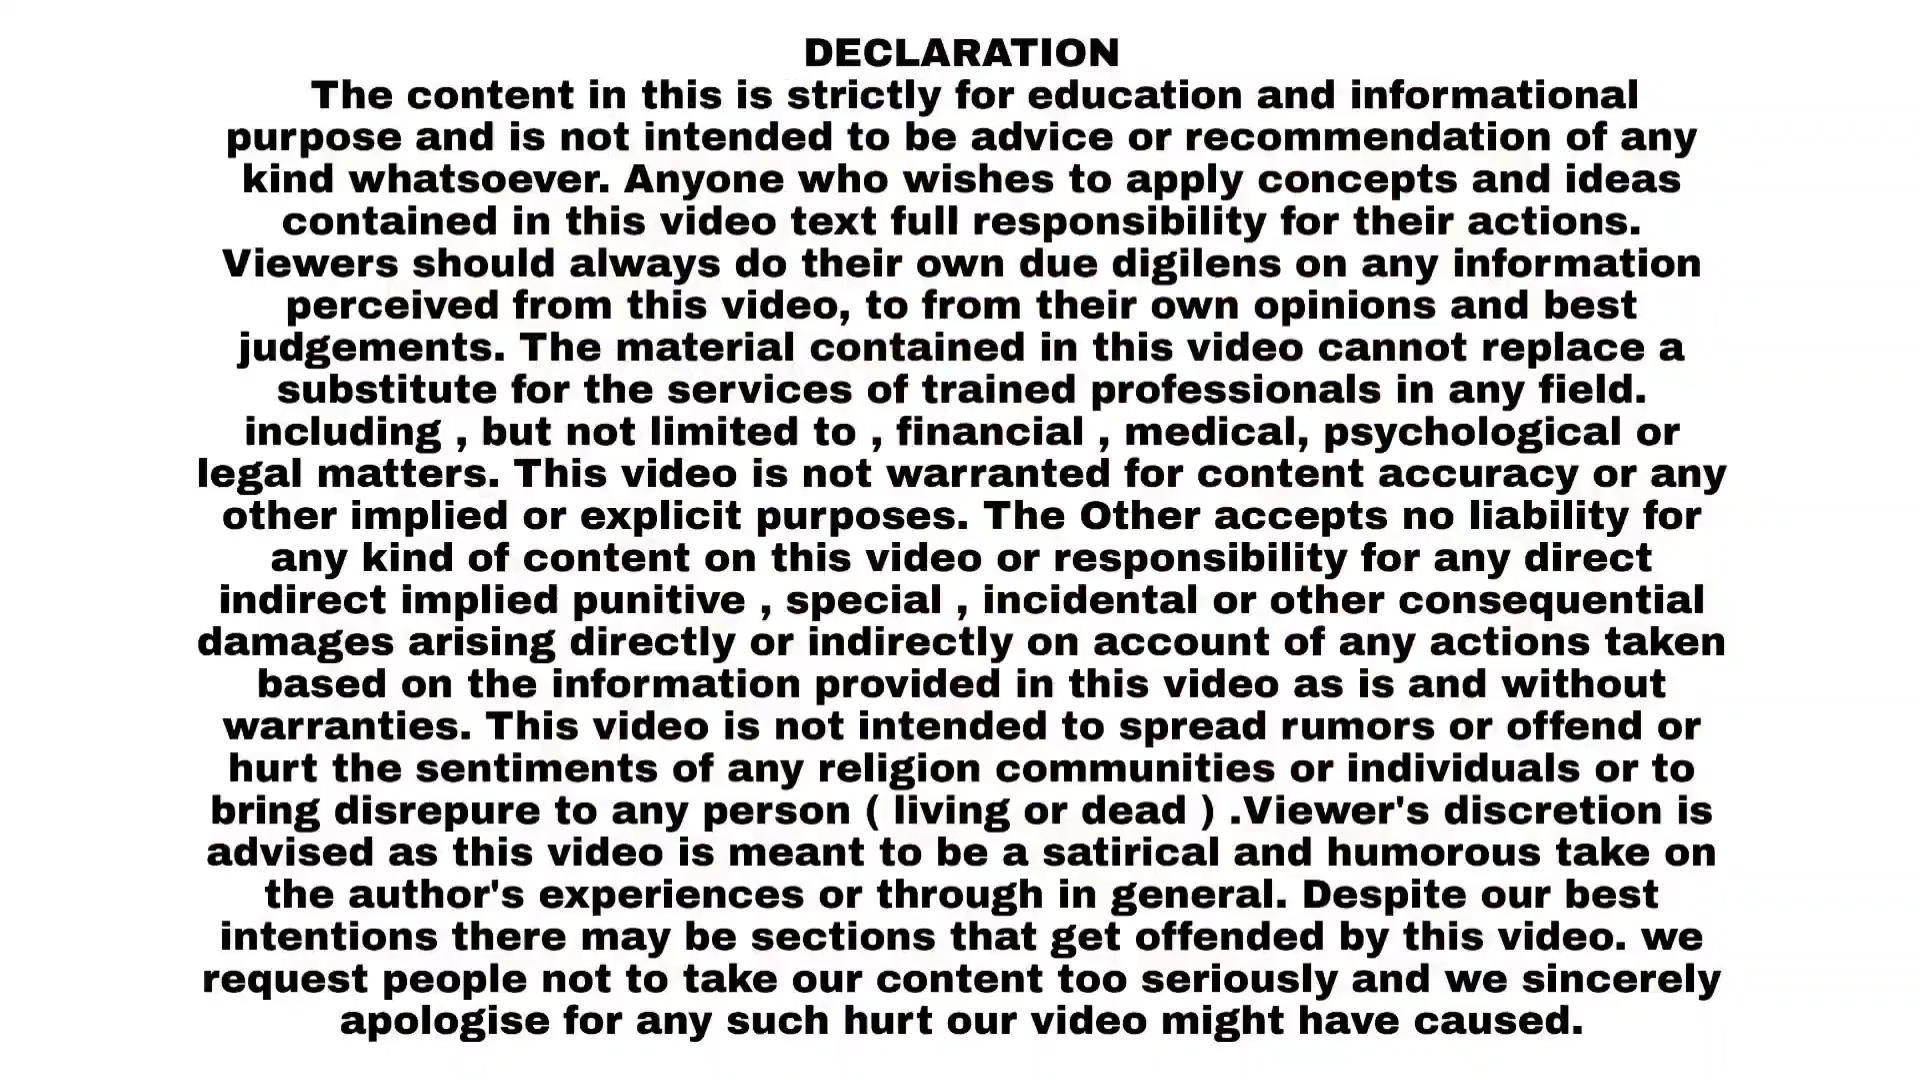 DECLARATION
The content in this is strictly for education and informational
purpose and is not intended to be advice or recommendation of any
kind whatsoever. Anyone who wishes to apply concepts and ideas
contained in this video text full responsibility for their actions.
Viewers should always do their own due digilens on any information
perceived from this video, to from their own opinions and best
judgements. The material contained in this video cannot replace a
substitute for the services of trained professionals in any field.
including , but not limited to , financial , medical, psychological or
legal matters. This video is not warranted for content accuracy or any
other implied or explicit purposes. The Other accepts no liability for
any kind of content on this video or responsibility for any direct
indirect implied punitive , special , incidental or other consequential
damages arising directly or indirectly on account of any actions taken
based on the information provided in this video as is and without
warranties. This video is not intended to spread rumors or offend or
hurt the sentiments of any religion communities or individuals or to
bring disrepure to any person ( living or dead ) .Viewer's discretion is
advised as this video is meant to be a satirical and humorous take on
the author's experiences or through in general. Despite our best
intentions there may be sections that get offended by this video. we
request people not to take our content too seriously and we sincerely
apologise for any such hurt our video might have caused.